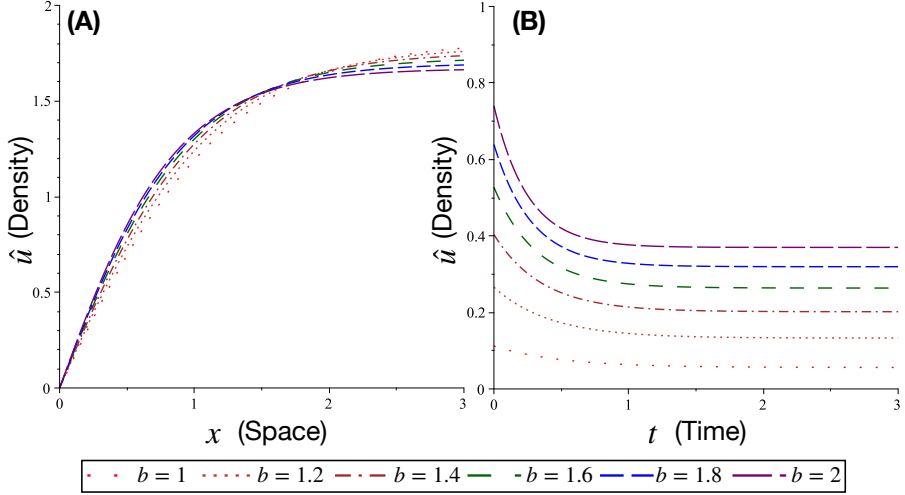 (A)
2
1.5
1
0.5
0
0
1
2
3
û (Density)
x (Space)
(B)
1
0.8
0.6
0.4
0.2
0
0
1
2
3
û (Density)
t (Time)
b = 1 b = 1.2 b = 1.4 b = 1.6 b = 1.8 b = 2